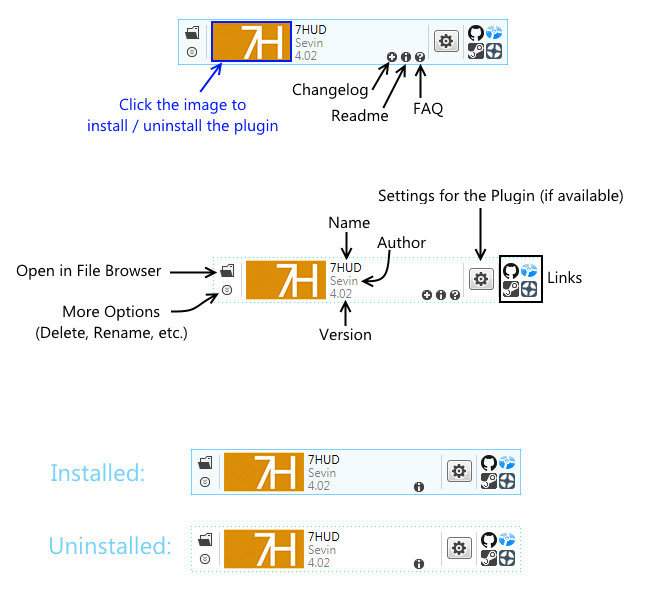 7H
7HUD
Sevin
4.02
Changelog
Readme
FAQ
Click the image to
install / uninstall the plugin
Settings for the Plugin (if available)
Name
Author
Open in File Browser
7H
7HUD
Sevin
4.02
Links
More Options
(Delete, Rename, etc.)
Version
Installed:
7H
7HUD
Sevin
4.02
Uninstalled:
7H
7HUD
Sevin
4.02